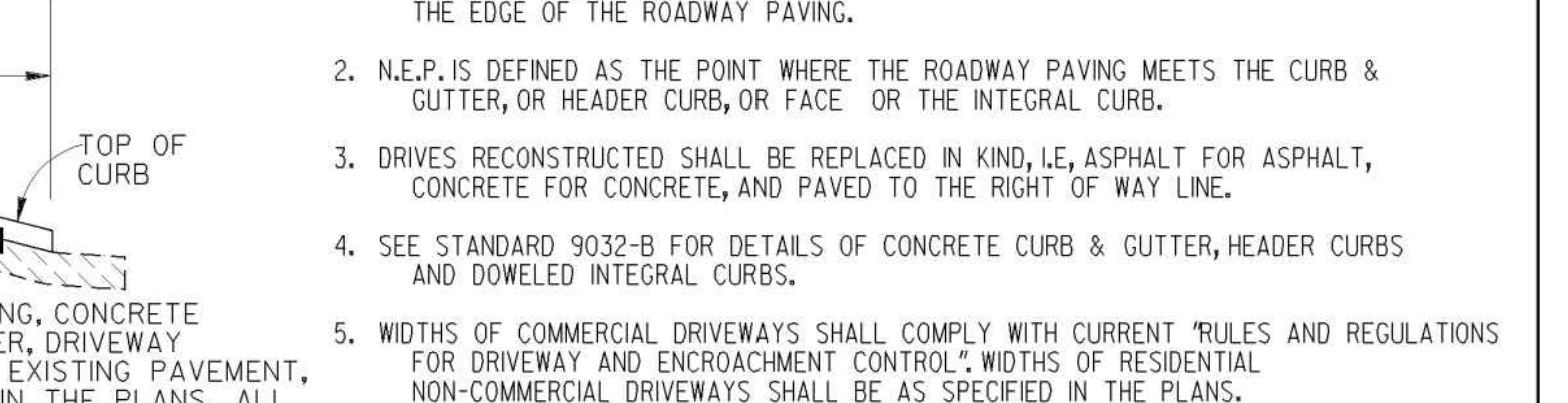 THE EDGE OF THE ROADWAY PAVING.
2. N.E.P. IS DEFINED AS THE POINT WHERE THE ROADWAY PAVING MEETS THE CURB &
GUTTER, OR HEADER CURB, OR FACE OR THE INTEGRAL CURB.
TOP OF
CURB
3. DRIVES RECONSTRUCTED SHALL BE REPLACED IN KIND, I.E, ASPHALT FOR ASPHALT,
CONCRETE FOR CONCRETE, AND PAVED TO THE RIGHT OF WAY LINE.
4. SEE STANDARD 9032-B FOR DETAILS OF CONCRETE CURB & GUTTER, HEADER CURBS
AND DOWELED INTEGRAL CURBS.
NG, CONCRETE
ER, DRIVEWAY
EXISTING PAVEMENT,
IN THE PLANS. ALL
5. WIDTHS OF COMMERCIAL DRIVEWAYS SHALL COMPLY WITH CURRENT "RULES AND REGULATIONS
FOR DRIVEWAY AND ENCROACHMENT CONTROL". WIDTHS OF RESIDENTIAL
NON-COMMERCIAL DRIVEWAYS SHALL BE AS SPECIFIED IN THE PLANS.